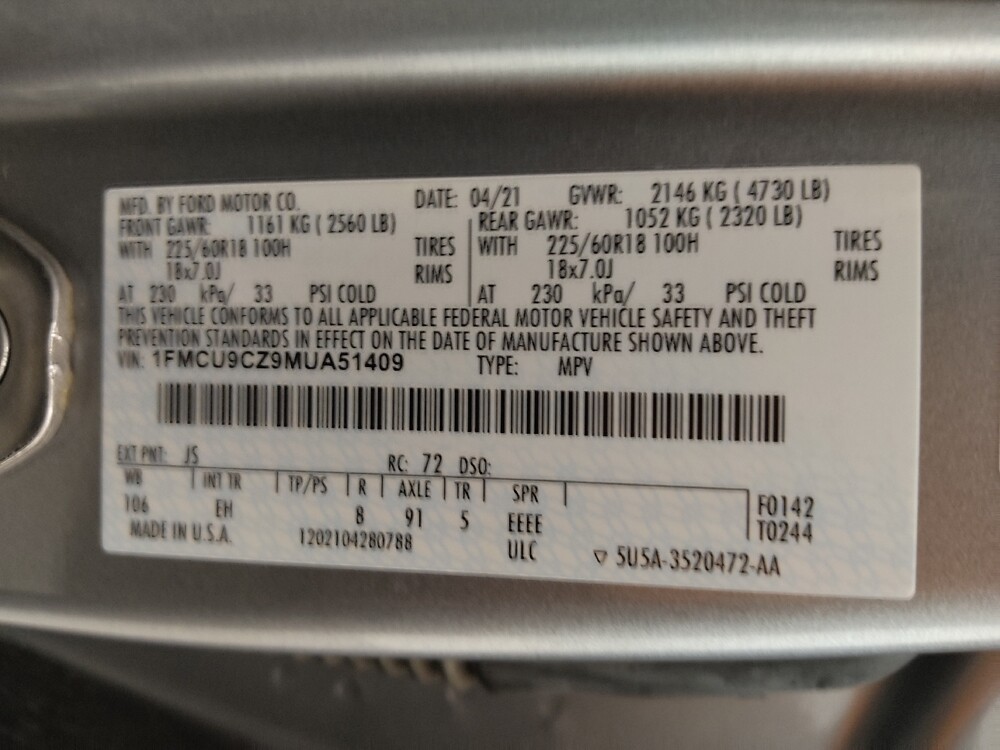 MFD. BY FORD MOTOR CO. DATE: 04/21 GVWR: 2146 KG ( 4730 LB)
FRONT GAWR: 1161 KG ( 2560 LB) REAR GAWR: 1052 KG ( 2320 LB)
WITH 225/60R18 100H TIRES WITH 225/60R18 100H TIRES
18x7.0J RIMS 18x7.0J RIMS
AT 230 kPa/ 33 PSI COLD AT 230 kPa/ 33 PSI COLD
THIS VEHICLE CONFORMS TO ALL APPLICABLE FEDERAL MOTOR VEHICLE SAFETY AND THEFT
PREVENTION STANDARDS IN EFFECT ON THE DATE OF MANUFACTURE SHOWN ABOVE.
VIN: 1FMCU9CZ9MUA51409 TYPE: MPV
EXT PNT: JS RC: 72 DSO:
WB INT TR TP/PS R AXLE TR SPR
106 EH 8 91 5 EEEE F0142
T0244
MADE IN U.S.A. 1202104280788 ULC ▽ 5U5A-3520472-AA